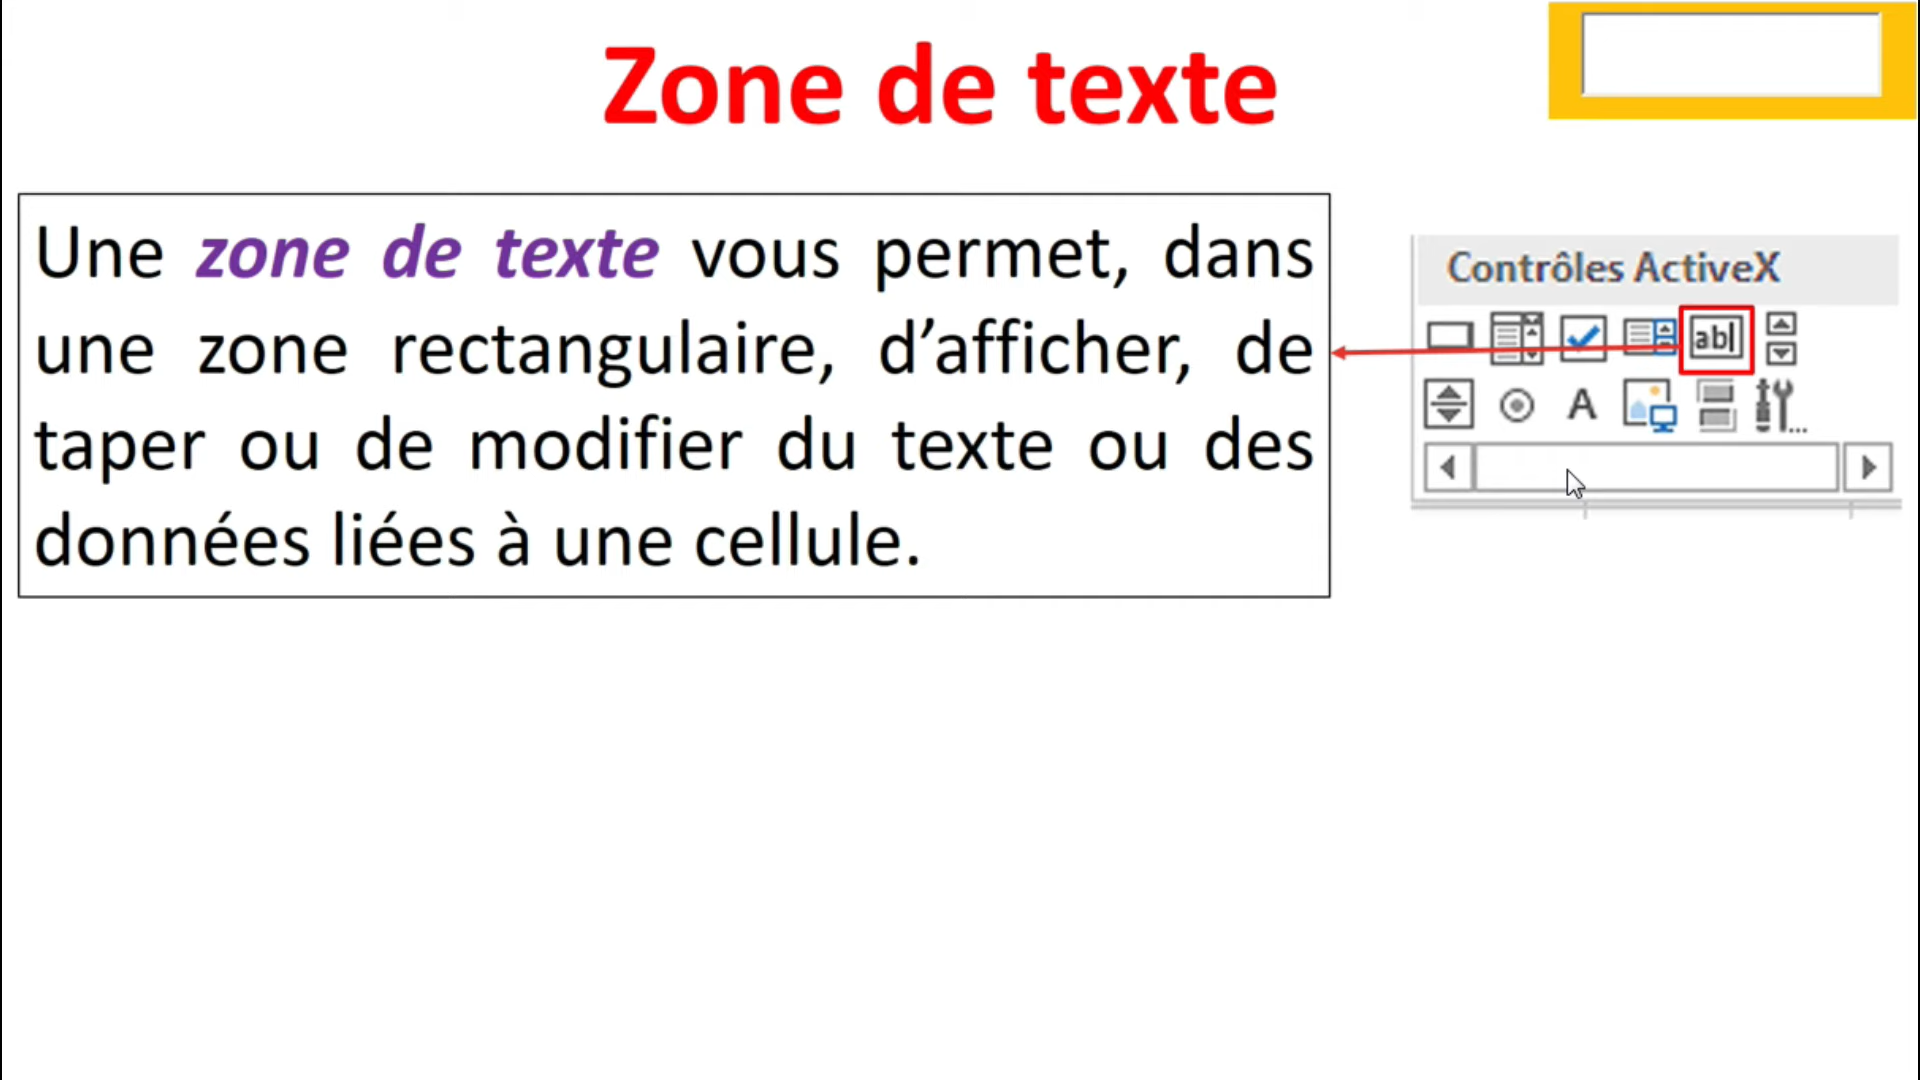 Zone de texte
Une zone de texte vous permet, dans
une zone rectangulaire, d’afficher, de
taper ou de modifier du texte ou des
données liées à une cellule.
Contrôles ActiveX
ab
A